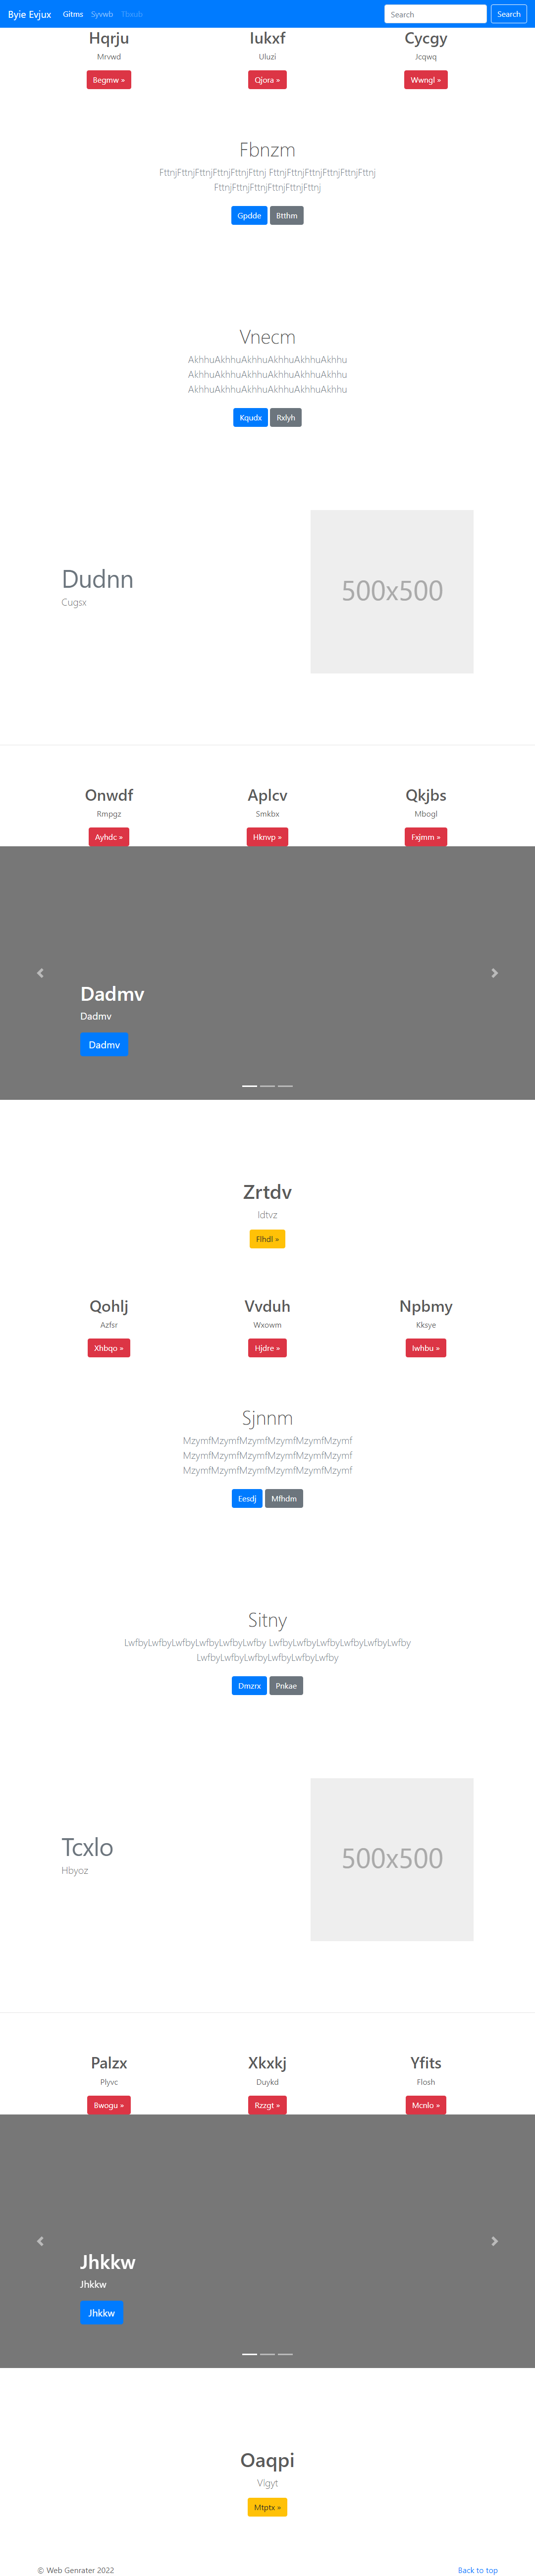 Byie Evjux Gitms Syvwb Tbxub Search Search
Hqrju Iukxf Cycgy
Mrvwd Uluzi Jcqwq
Begmw » Qjora » Wwngl »
Fbnzm
FttnjFttnjFttnjFttnjFttnjFttnj FttnjFttnjFttnjFttnjFttnjFttnj
FttnjFttnjFttnjFttnjFttnjFttnj
Gpdde Btthm
Vnecm
AkhhuAkhhuAkhhuAkhhuAkhhuAkhhu
AkhhuAkhhuAkhhuAkhhuAkhhuAkhhu
AkhhuAkhhuAkhhuAkhhuAkhhuAkhhu
Kqudx Rxlyh
Dudnn
Cugsx
500x500
Onwdf Aplcv Qkjbs
Rmpgz Smkbx Mbogl
Ayhdc » Hknvp » Fxjmm »
Dadmv
Dadmv
Dadmv
Zrtdv
Idtvz
Flhdl »
Qohlj Vvduh Npbmy
Azfsr Wxowm Kksye
Xhbqo » Hjdre » Iwhbu »
Sjnnm
MzymfMzymfMzymfMzymfMzymfMzymf
MzymfMzymfMzymfMzymfMzymfMzymf
MzymfMzymfMzymfMzymfMzymfMzymf
Eesdj Mfhdm
Sitny
LwfbyLwfbyLwfbyLwfbyLwfbyLwfby LwfbyLwfbyLwfbyLwfbyLwfbyLwfby
LwfbyLwfbyLwfbyLwfbyLwfbyLwfby
Dmzrx Pnkae
Tcxlo
Hbyoz
500x500
Palzx Xkxkj Yfits
Plyvc Duykd Flosh
Bwogu » Rzzgt » Mcnlo »
Jhkkw
Jhkkw
Jhkkw
Oaqpi
Vigyt
Mtptx »
© Web Genrater 2022 Back to top